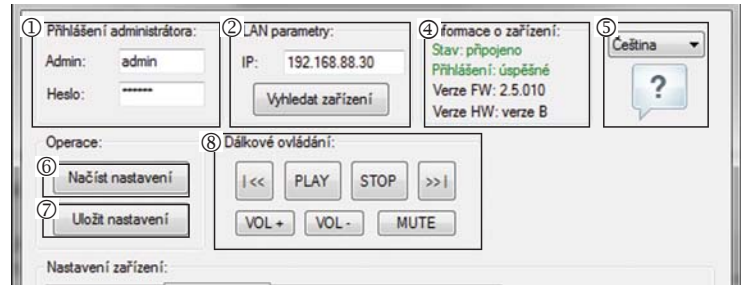 ① Přihlášení administrátora:
Admin: admin
Heslo: ******
② LAN parametry:
IP: 192.168.88.30
Vyhledat zařízení
④ Informace o zařízení:
Stav: připojeno
Přihlášení: úspěšné
Verze FW: 2.5.010
Verze HW: verze B
⑤
Čeština
?
Operace:
⑥ Načíst nastavení
⑦ Uložit nastavení
⑧ Dálkové ovládání:
|<< PLAY STOP >>|
VOL + VOL - MUTE
Nastavení zařízení: